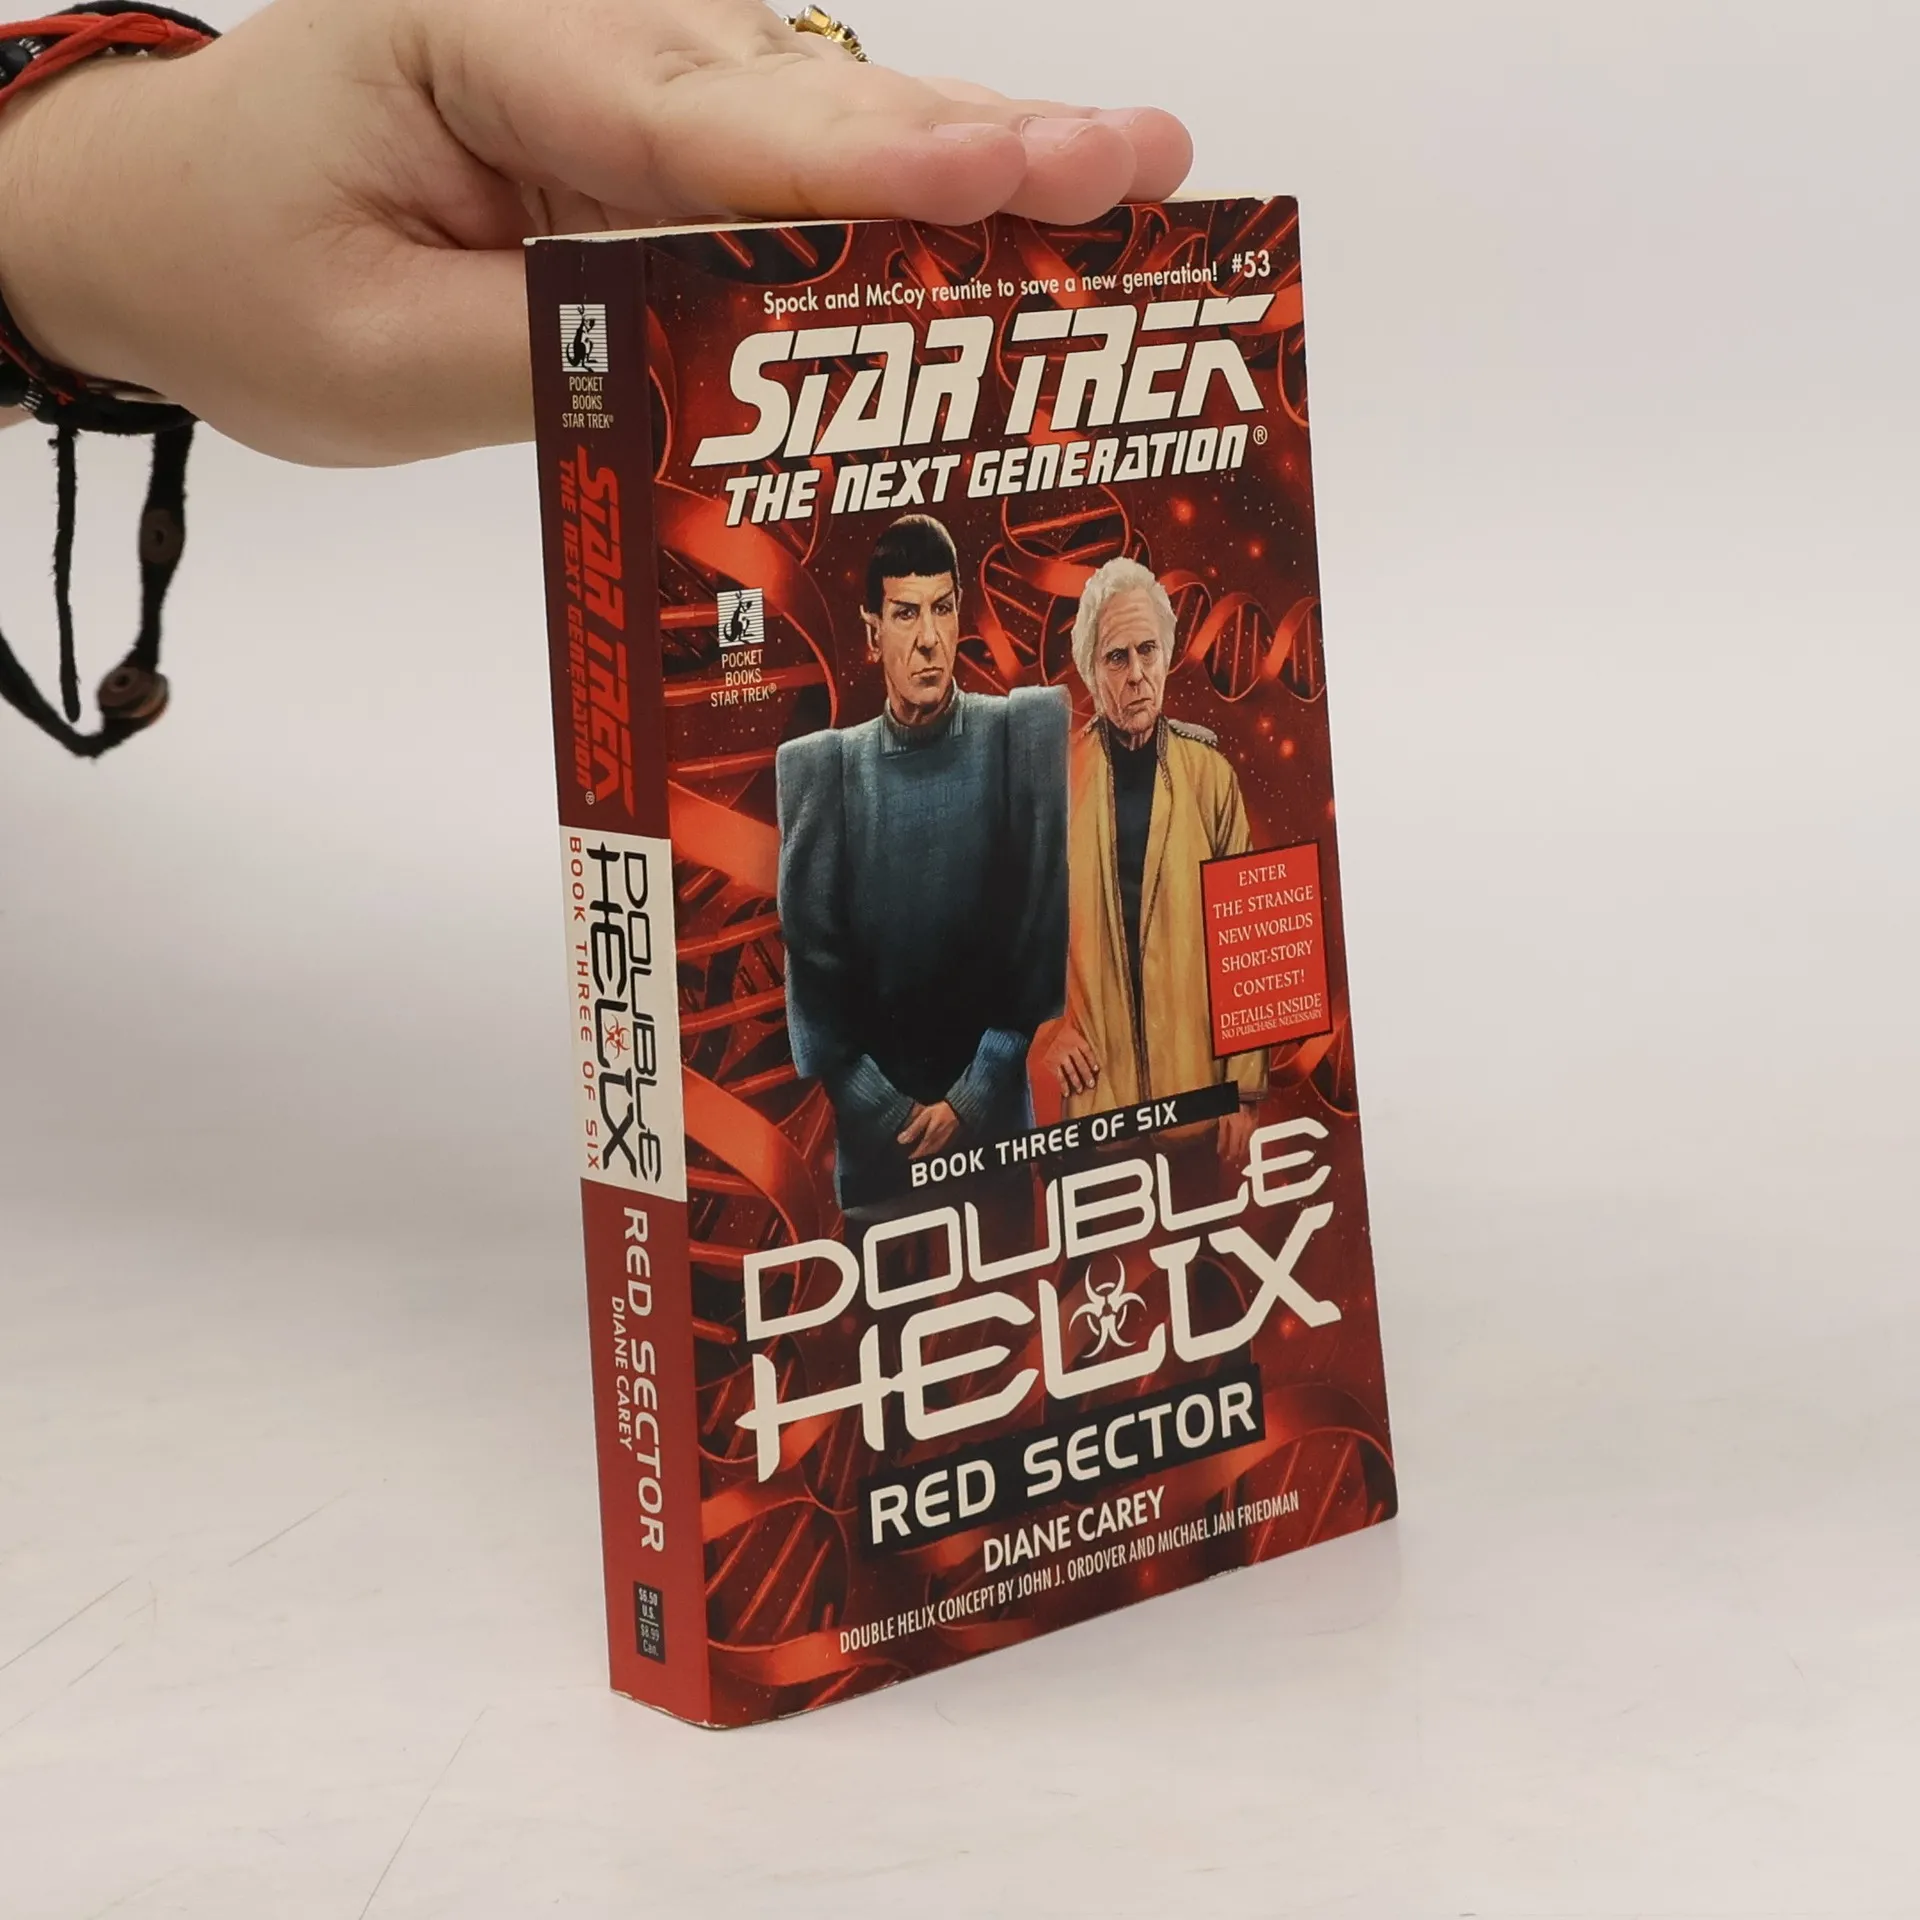 POCKET
BOOKS
STAR TREK®
STAR TREK
THE NEXT GENERATION®
DOUBLE
HELIX
BOOK THREE OF SIX
RED SECTOR
DIANE CAREY
$6.50
U.S.
$8.99
Can.
Spock and McCoy reunite to save a new generation! #53
STAR TREK
THE NEXT GENERATION®
POCKET
BOOKS
STAR TREK®
ENTER
THE STRANGE
NEW WORLDS
SHORT-STORY
CONTEST!
DETAILS INSIDE
NO PURCHASE NECESSARY
BOOK THREE OF SIX
DOUBLE
HELIX
RED SECTOR
DIANE CAREY
DOUBLE HELIX CONCEPT BY JOHN J. ORDOVER AND MICHAEL JAN FRIEDMAN